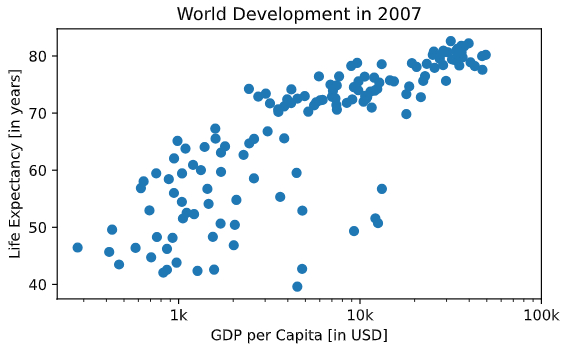 World Development in 2007
Life Expectancy [in years]
80
70
60
50
40
1k
10k
100k
GDP per Capita [in USD]